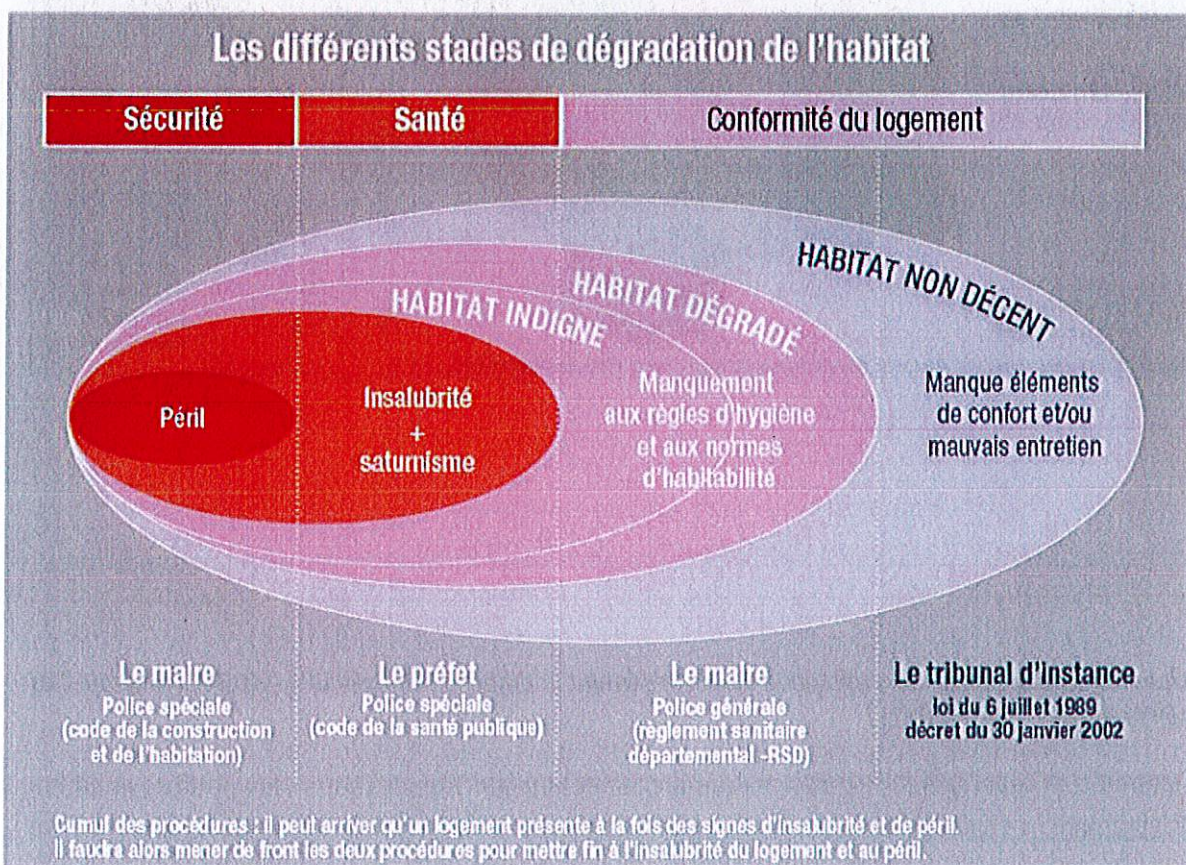 Les différents stades de dégradation de l'habitat
Sécurité
Santé
Conformité du logement
HABITAT INDIGNE
HABITAT DÉGRADÉ
HABITAT NON DÉCENT
Péril
Insalubrité
+
saturnisme
Manquement
aux règles d'hygiène
et aux normes
d'habitabilité
Manque éléments
de confort et/ou
mauvais entretien
Le maire
Police spéciale
(code de la construction
et de l'habitation)
Le préfet
Police spéciale
(code de la santé publique)
Le maire
Police générale
(règlement sanitaire
départemental -RSD)
Le tribunal d'instance
loi du 6 juillet 1989
décret du 30 janvier 2002
Cumul des procédures : il peut arriver qu'un logement présente à la fois des signes d'insalubrité et de péril.
Il faudra alors mener de front les deux procédures pour mettre fin à l'insalubrité du logement et au péril.